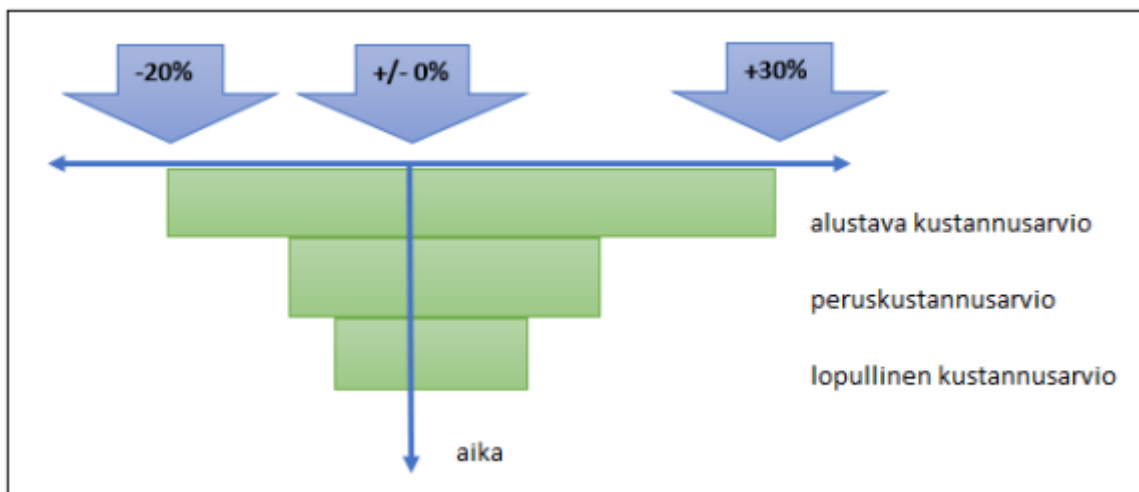 -20%
+/- 0%
+30%
alustava kustannusarvio
peruskustannusarvio
lopullinen kustannusarvio
aika